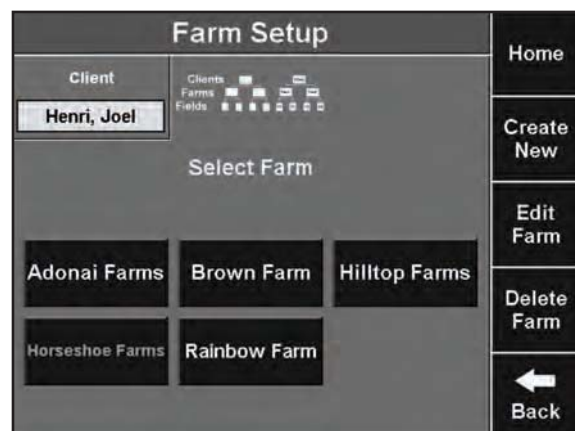 Farm Setup
Client
Henri, Joel
Clients
Farms
Fields
Select Farm
Adonai Farms
Brown Farm
Hilltop Farms
Horseshoe Farms
Rainbow Farm
Home
Create
New
Edit
Farm
Delete
Farm
Back